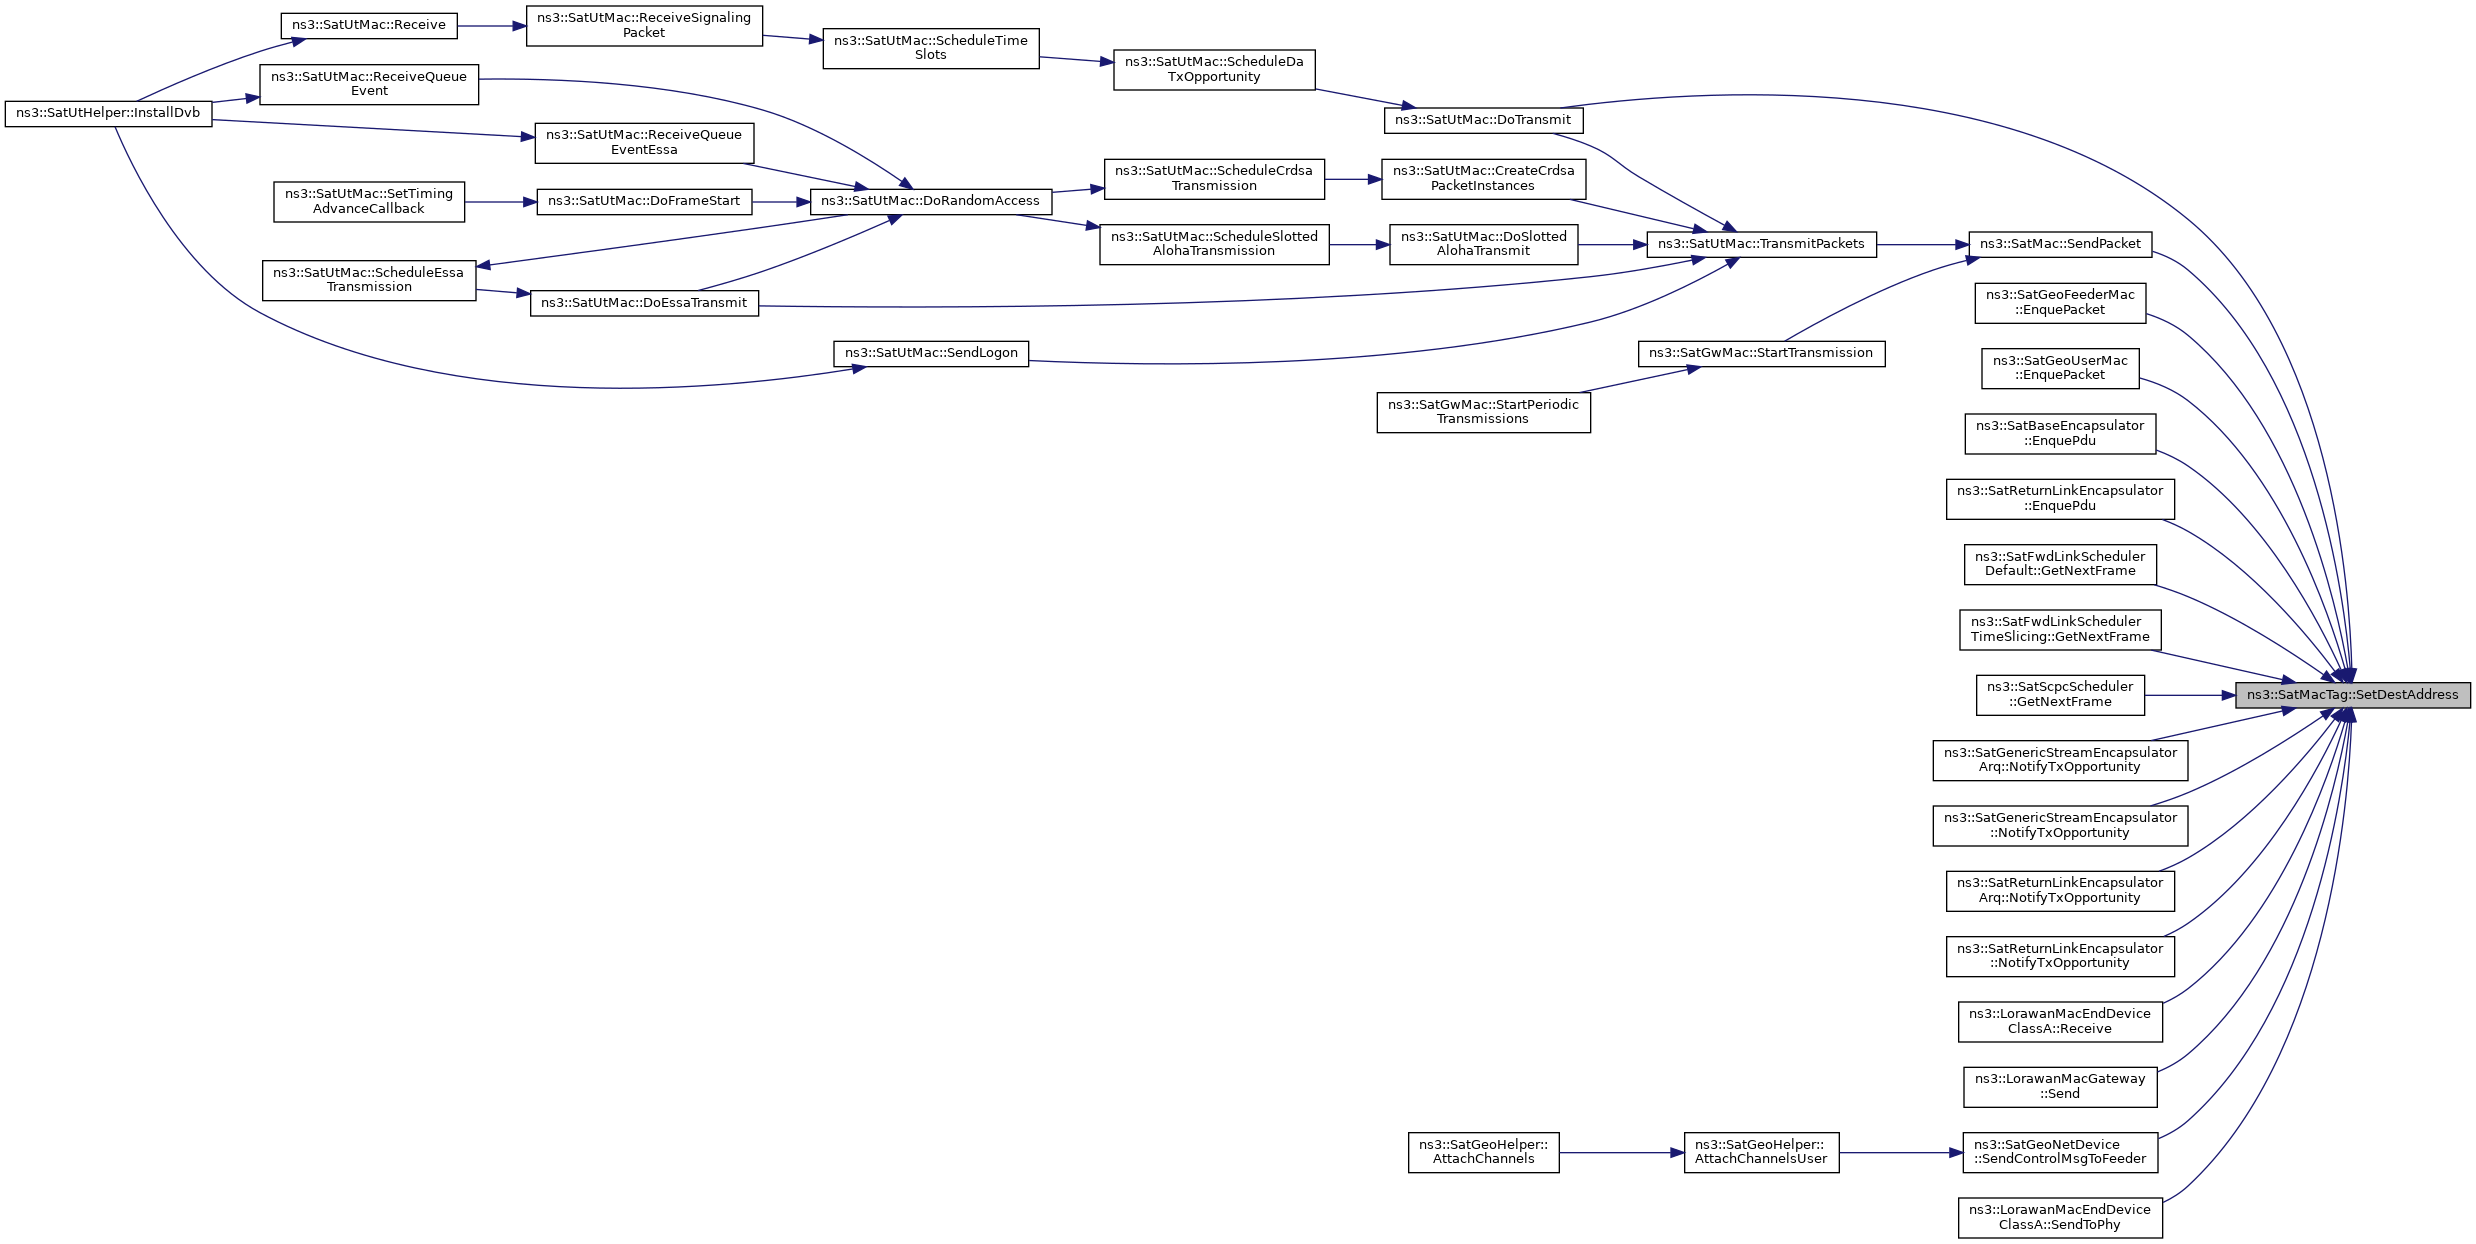 ns3::SatUtMac::Receive
ns3::SatUtMac::ReceiveSignaling
Packet
ns3::SatUtMac::ScheduleTime
Slots
ns3::SatUtMac::ScheduleDa
TxOpportunity
ns3::SatUtMac::ReceiveQueue
Event
ns3::SatUtHelper::InstallDvb
ns3::SatUtMac::DoTransmit
ns3::SatUtMac::ReceiveQueue
EventEssa
ns3::SatUtMac::ScheduleCrdsa
Transmission
ns3::SatUtMac::CreateCrdsa
PacketInstances
ns3::SatUtMac::SetTiming
AdvanceCallback
ns3::SatUtMac::DoFrameStart
ns3::SatUtMac::DoRandomAccess
ns3::SatUtMac::ScheduleSlotted
AlohaTransmission
ns3::SatUtMac::DoSlotted
AlohaTransmit
ns3::SatUtMac::TransmitPackets
ns3::SatMac::SendPacket
ns3::SatUtMac::ScheduleEssa
Transmission
ns3::SatUtMac::DoEssaTransmit
ns3::SatGeoFeederMac
::EnquePacket
ns3::SatUtMac::SendLogon
ns3::SatGwMac::StartTransmission
ns3::SatGeoUserMac
::EnquePacket
ns3::SatGwMac::StartPeriodic
Transmissions
ns3::SatBaseEncapsulator
::EnquePdu
ns3::SatReturnLinkEncapsulator
::EnquePdu
ns3::SatFwdLinkScheduler
Default::GetNextFrame
ns3::SatFwdLinkScheduler
TimeSlicing::GetNextFrame
ns3::SatScpcScheduler
::GetNextFrame
ns3::SatMacTag::SetDestAddress
ns3::SatGenericStreamEncapsulator
Arq::NotifyTxOpportunity
ns3::SatGenericStreamEncapsulator
::NotifyTxOpportunity
ns3::SatReturnLinkEncapsulator
Arq::NotifyTxOpportunity
ns3::SatReturnLinkEncapsulator
::NotifyTxOpportunity
ns3::LorawanMacEndDevice
ClassA::Receive
ns3::LorawanMacGateway
::Send
ns3::SatGeoHelper::
AttachChannels
ns3::SatGeoHelper::
AttachChannelsUser
ns3::SatGeoNetDevice
::SendControlMsgToFeeder
ns3::LorawanMacEndDevice
ClassA::SendToPhy